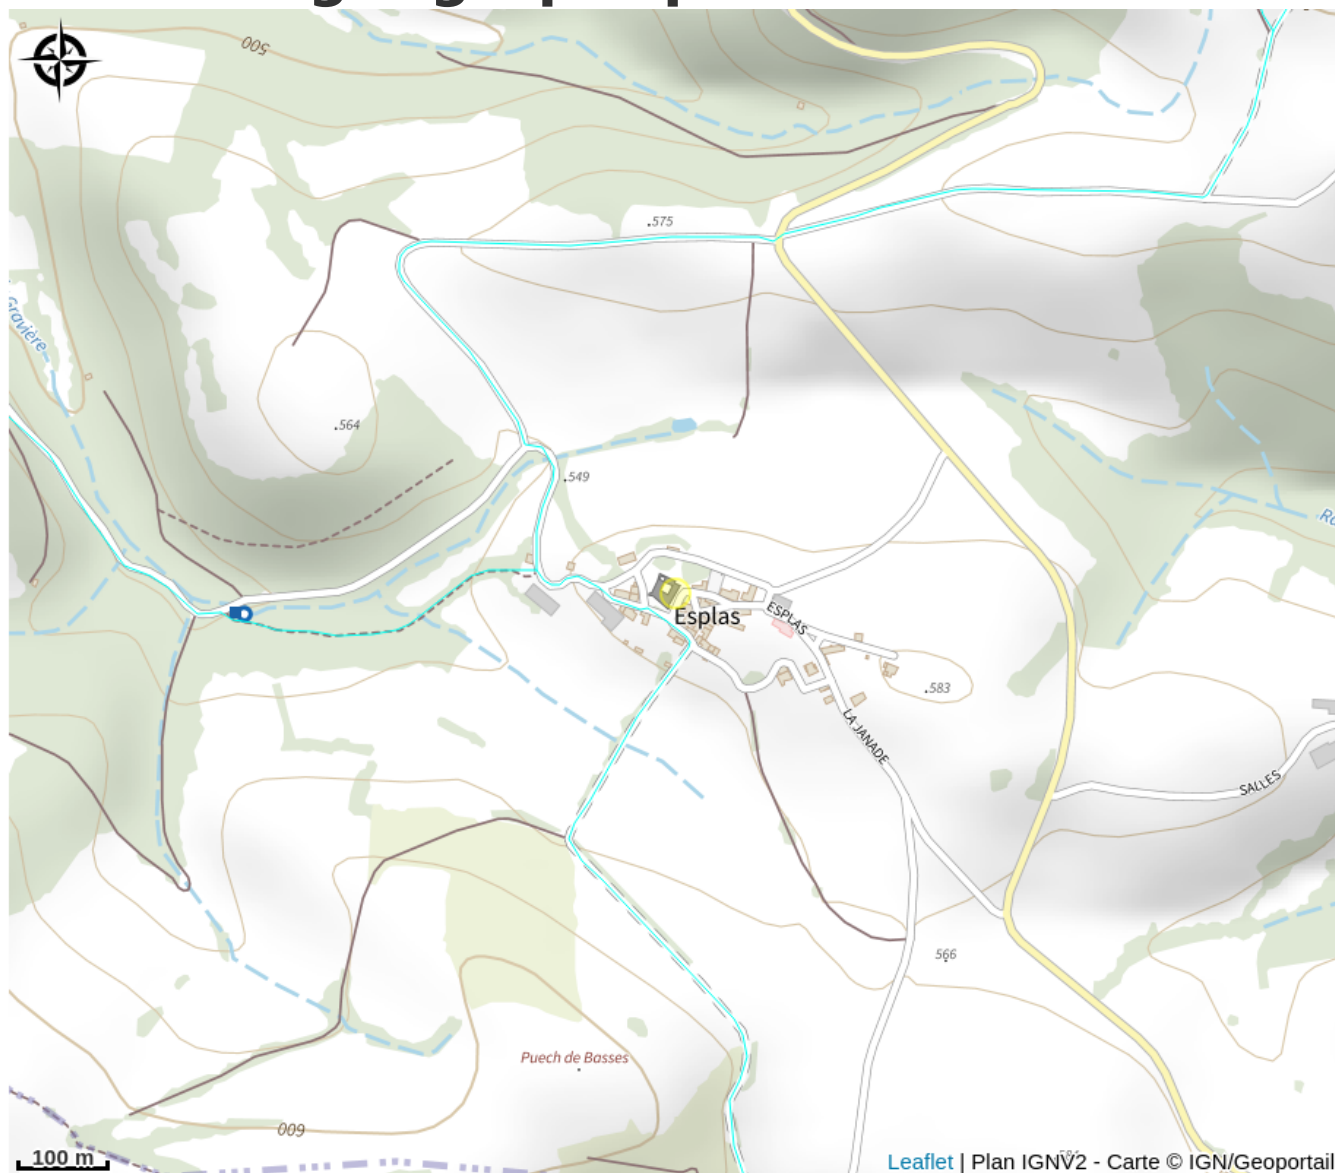 500
575
Gravière
564
549
Esplas
ESPLAS
583
LA JANADE
SALLES
566
Puech de Basses
600
100 m
Leaflet | Plan IGNV2 - Carte © IGN/Geoportail